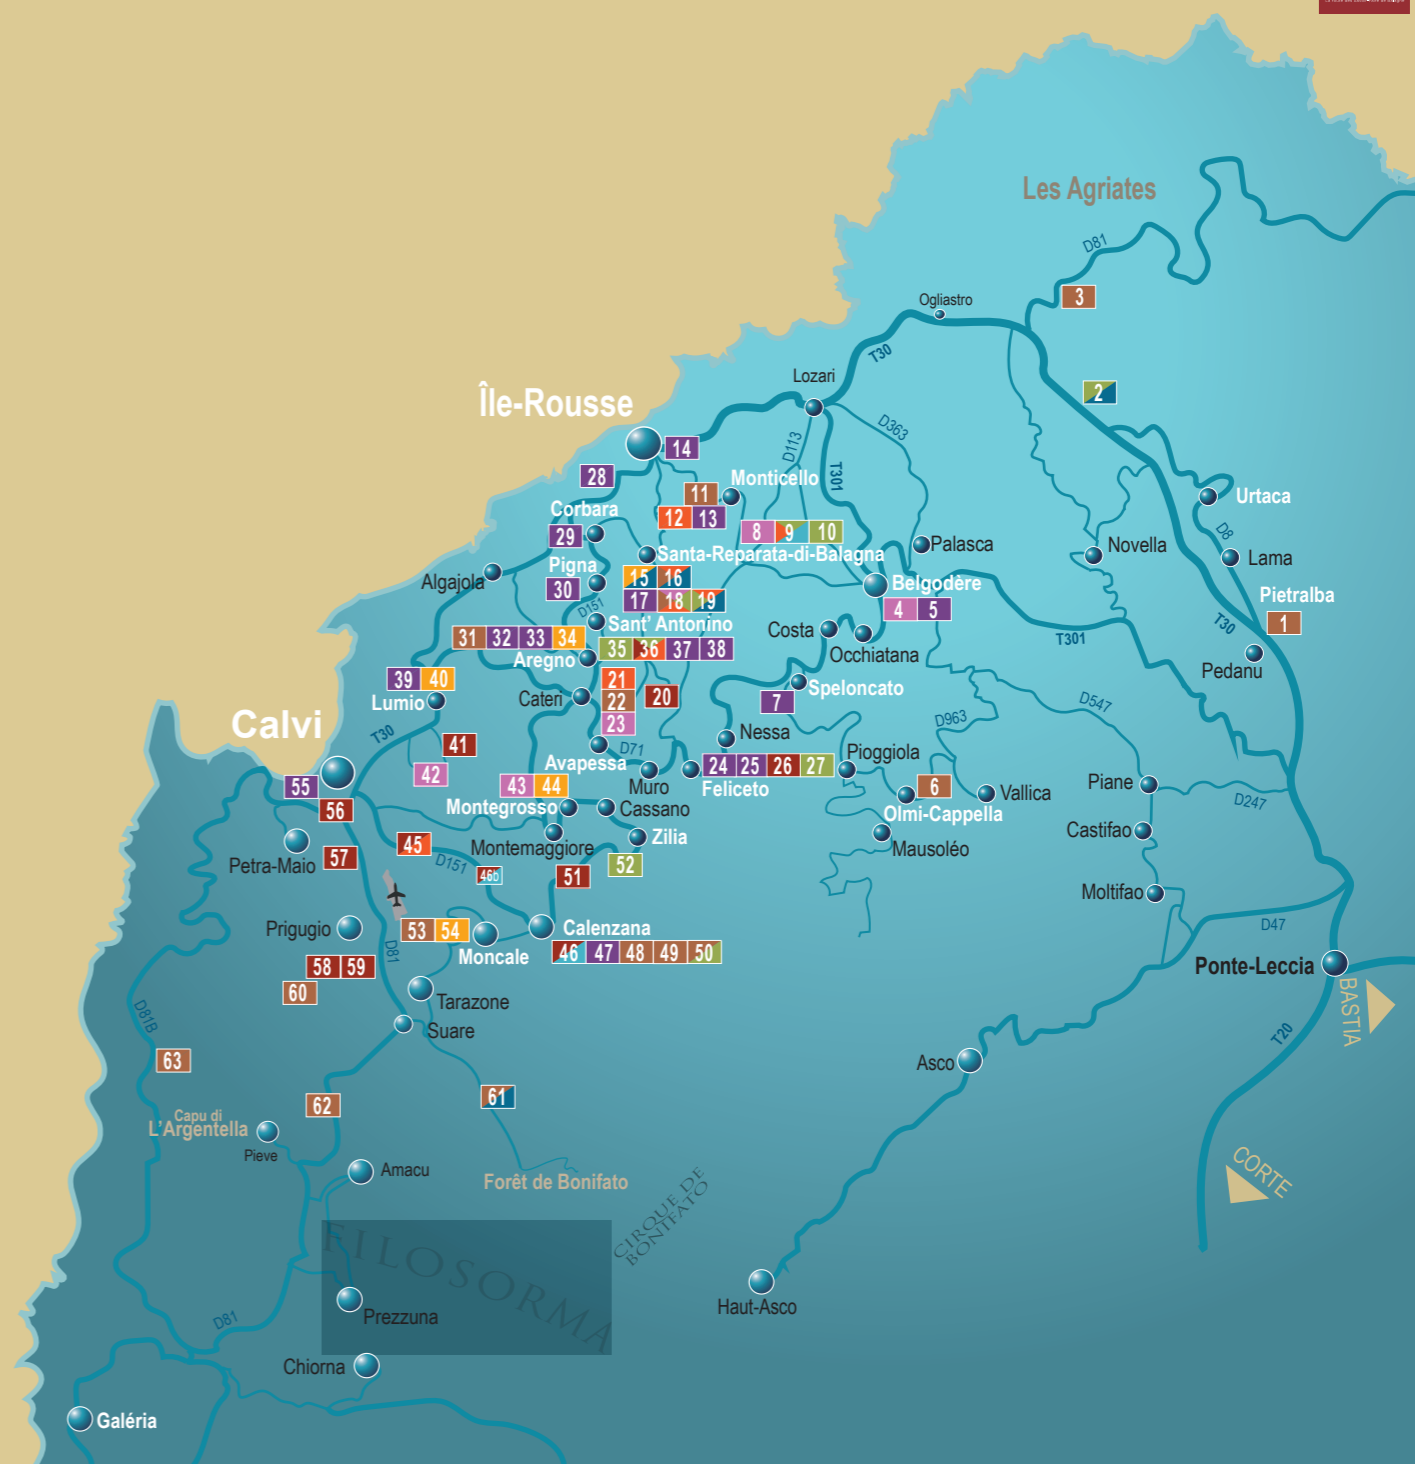 Les Agriates
D81
3
Ogliastro
T30
2
Lozari
Île-Rousse
D113
D363
14
T301
28
Monticello
11
Urtaca
Corbara
12 13
29
8 9 10
D8
Santa-Reparata-di-Balagna
Palasca
Novella
Lama
Pigna
Algajola
15 16
Belgodère
30
17 18 19
Pietralba
D151
4 5
1
Sant' Antonino
T30
Costa
31 32 33 34
35 36 37 38
T301
Occhiatana
Aregno
Pedanu
39 40
21
Cateri
22
20
Speloncato
7
Lumio
23
D547
Calvi
D963
T30
41
Nessa
D71
Pioggiola
Avapessa
42
24 25 26 27
55
43 44
Muro
Feliceto
6
Vallica
Piane
56
Montegrosso
Cassano
Olmi-Cappella
D247
Castifao
45
Montemaggiore
Zilia
Mausoléo
57
Petra-Maio
D151
46b
51
52
Moltifao
Prigugio
53 54
Calenzana
D47
D81
Moncale
46 47 48 49 50
58 59
Ponte-Leccia
60
Tarazone
BASTIA
D81B
Suare
T20
63
Asco
61
62
Capu di
L'Argentella
Pieve
Amacu
Forêt de Bonifato
CIRQUE DE
BONIFATO
CORTE
FILOSORMA
Haut-Asco
Prezzuna
D81
Chiorna
Galéria